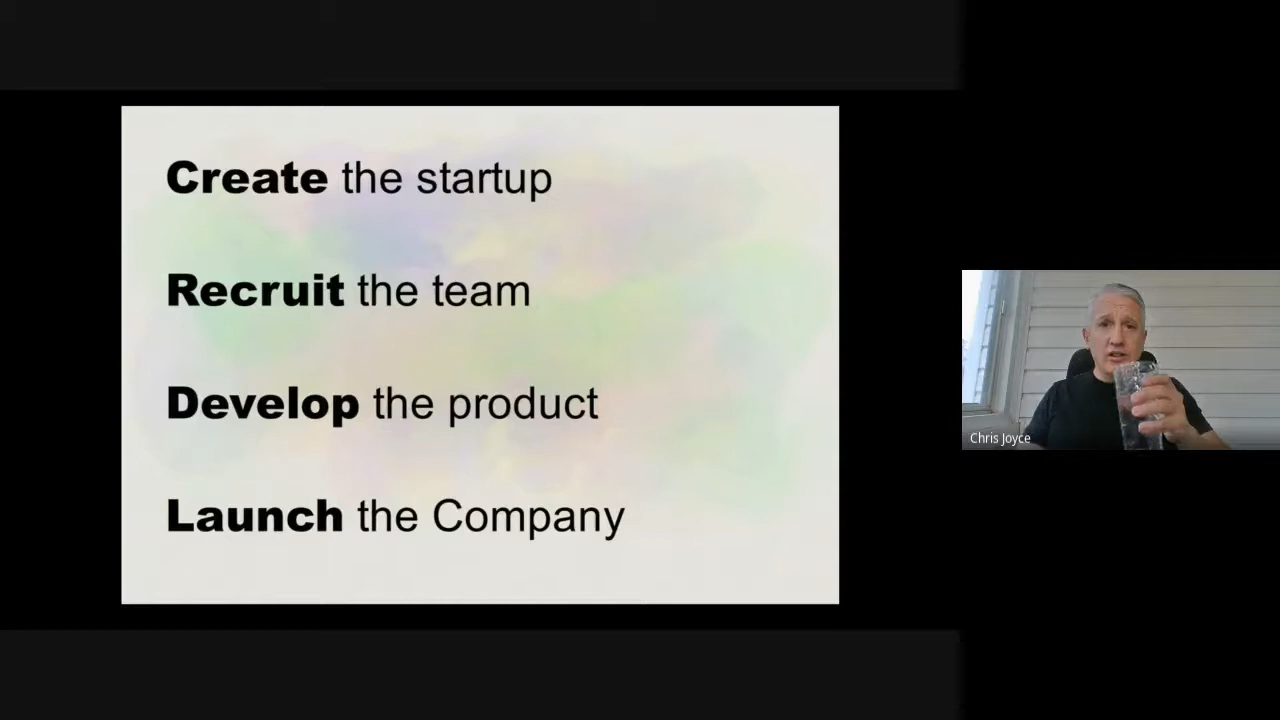 Create the startup
Recruit the team
Develop the product
Launch the Company
Chris Joyce